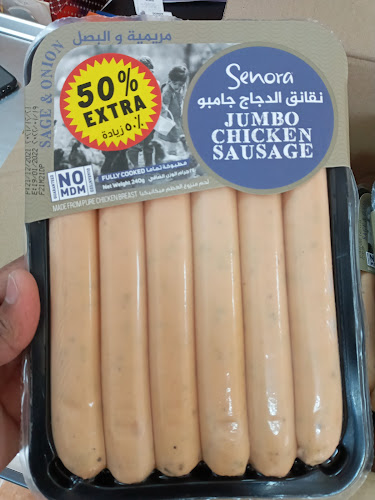 مريمية و البصل
SAGE & ONION
50%
EXTRA
٥٠٪ زيادة
Senora
نقانق الدجاج جامبو
JUMBO
CHICKEN
SAUSAGE
NO
MDM
FULLY COOKED مطبوخة تماما
Net Weight 240g
MADE FROM PURE CHICKEN BREAST